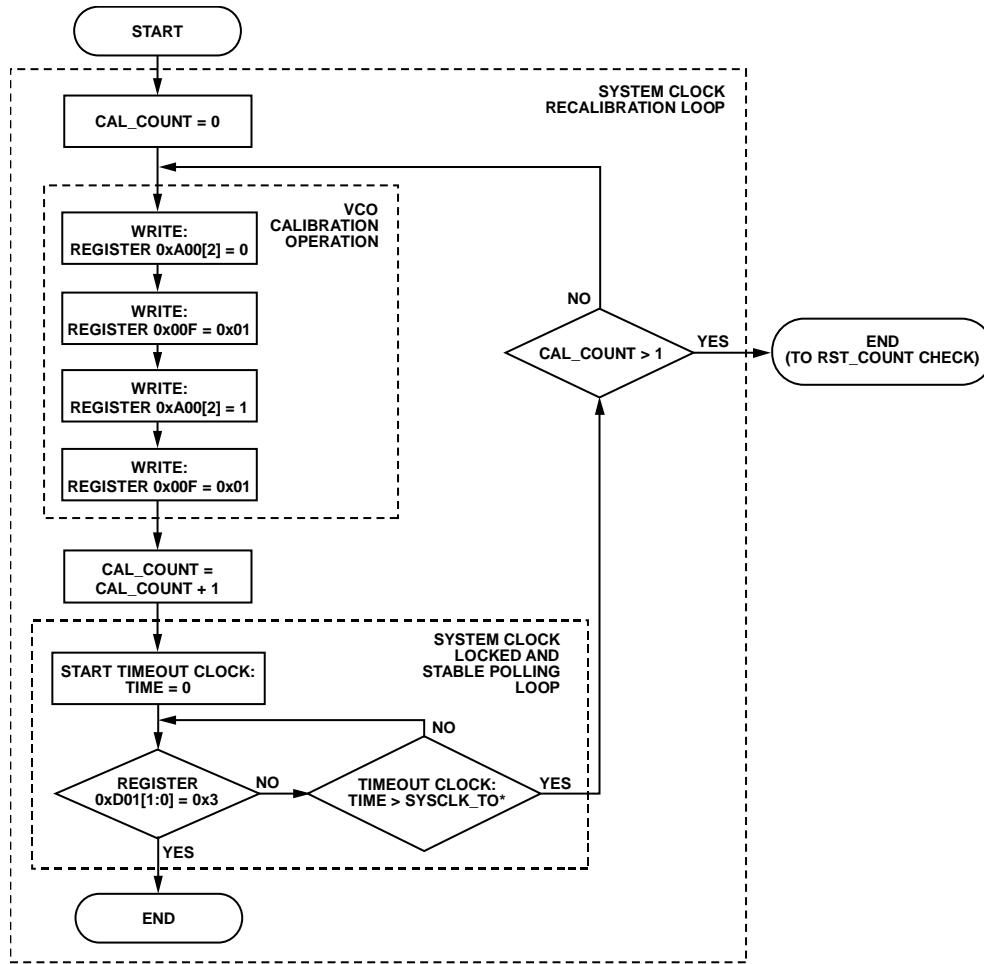 START
SYSTEM CLOCK
RECALIBRATION LOOP
CAL_COUNT = 0
VCO
CALIBRATION
OPERATION
WRITE:
REGISTER 0xA00[2] = 0
WRITE:
REGISTER 0x00F = 0x01
WRITE:
REGISTER 0xA00[2] = 1
WRITE:
REGISTER 0x00F = 0x01
NO
CAL_COUNT > 1
YES
END
(TO RST_COUNT CHECK)
CAL_COUNT =
CAL_COUNT + 1
SYSTEM CLOCK
LOCKED AND
STABLE POLLING
LOOP
START TIMEOUT CLOCK:
TIME = 0
NO
REGISTER
0xD01[1:0] = 0x3
NO
TIMEOUT CLOCK:
TIME > SYSCLK_TO*
YES
YES
END